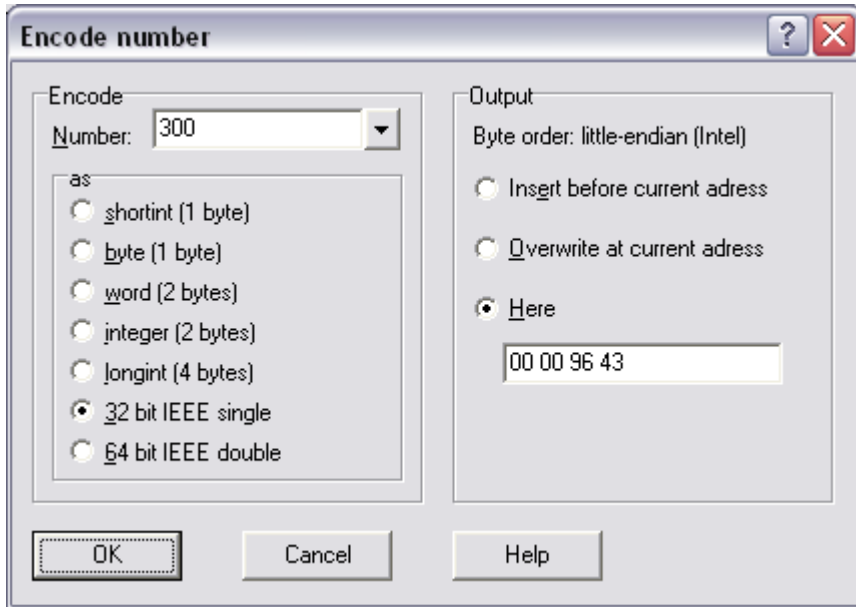 Encode number
Encode
Number: 300
as
shortint (1 byte)
byte (1 byte)
word (2 bytes)
integer (2 bytes)
longint (4 bytes)
32 bit IEEE single
64 bit IEEE double
Output
Byte order: little-endian (Intel)
Insert before current adress
Overwrite at current adress
Here
00 00 96 43
OK Cancel Help